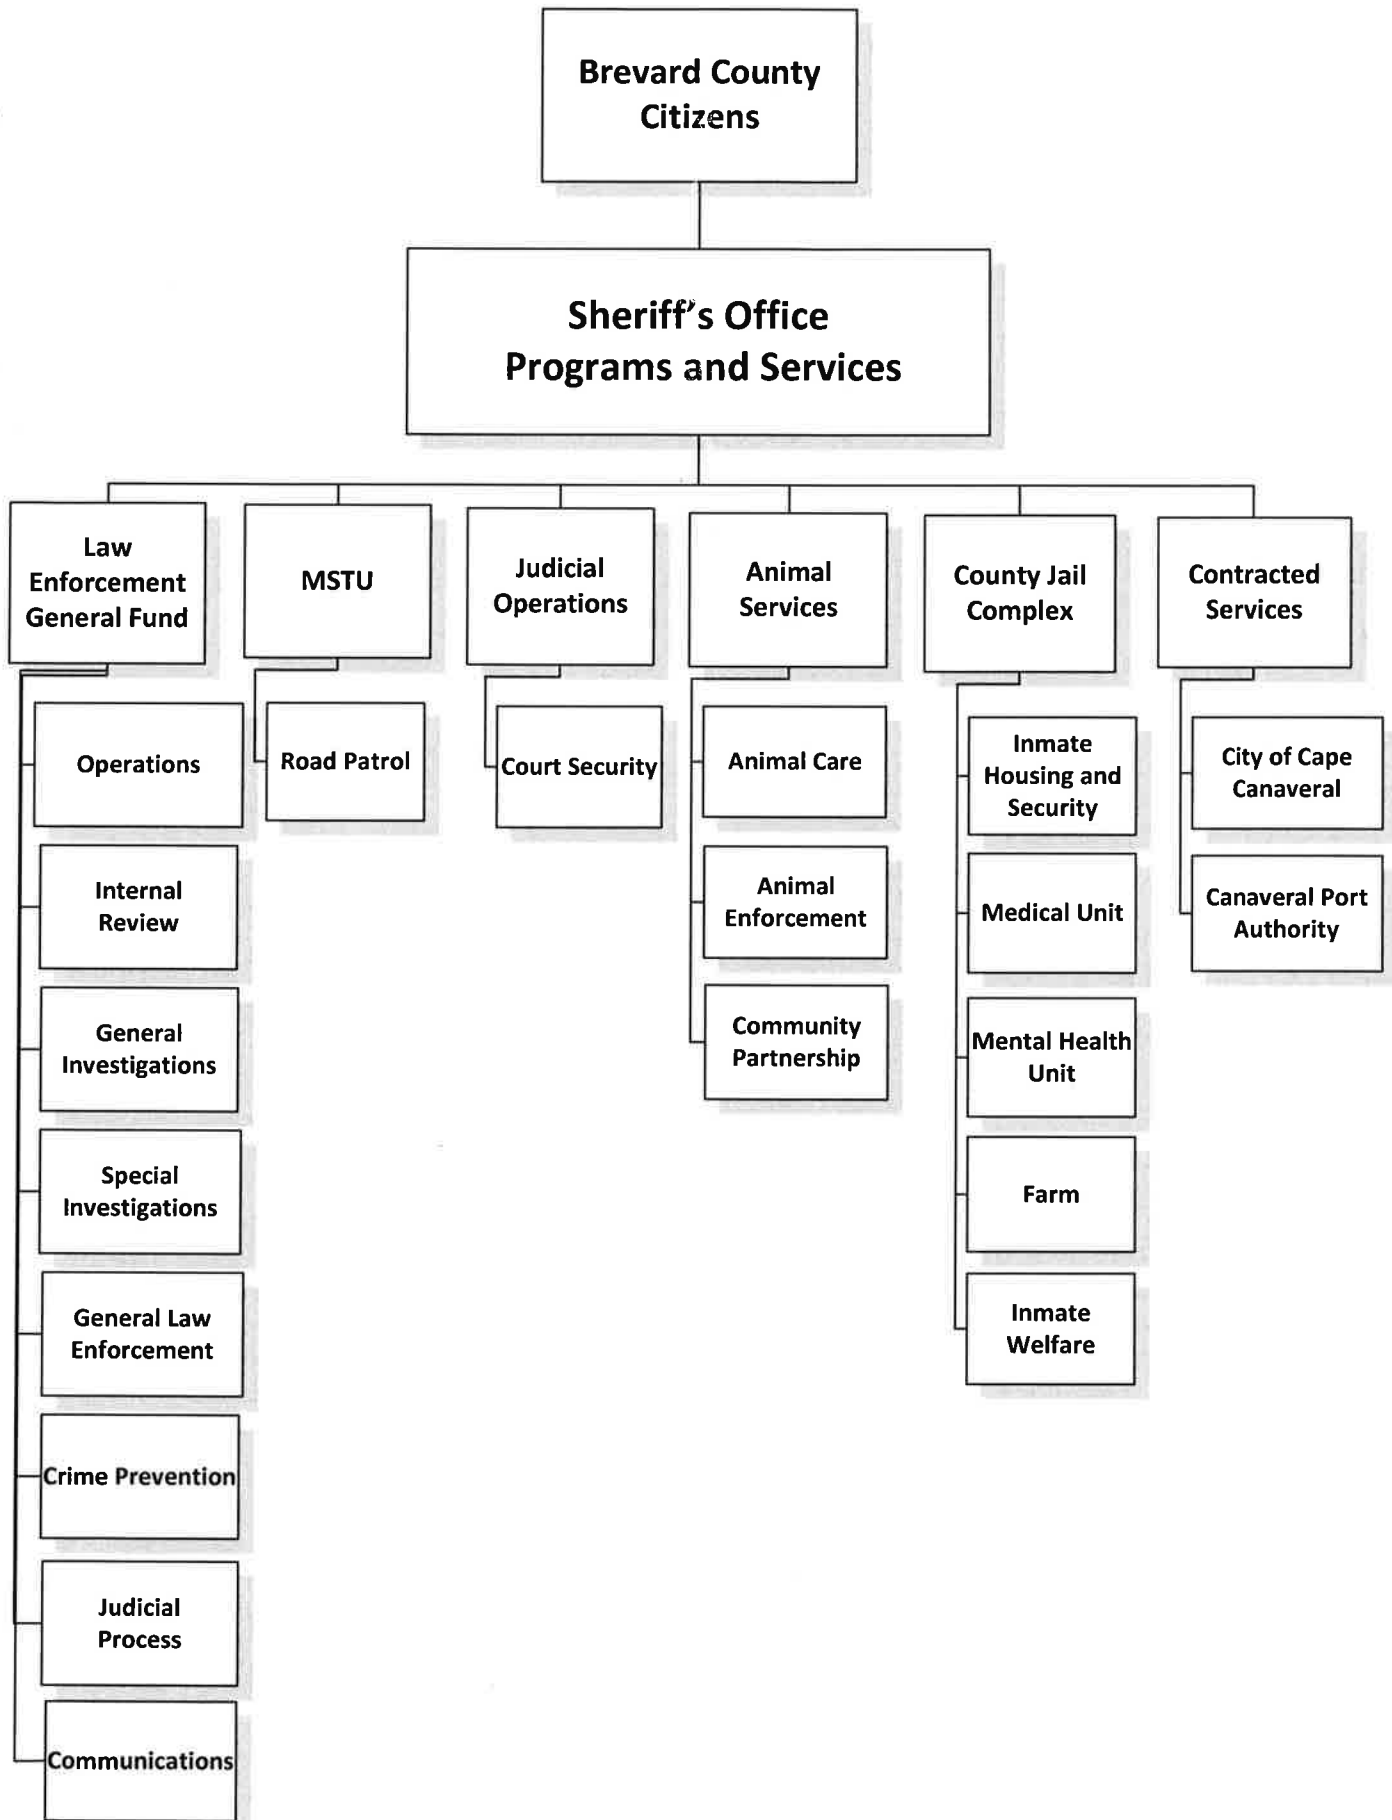 Brevard County
Citizens
Sheriff's Office
Programs and Services
Law
Enforcement
General Fund
MSTU
Judicial
Operations
Animal
Services
County Jail
Complex
Contracted
Services
Operations
Internal
Review
General
Investigations
Special
Investigations
General Law
Enforcement
Crime Prevention
Judicial
Process
Communications
Road Patrol
Court Security
Animal Care
Animal
Enforcement
Community
Partnership
Inmate
Housing and
Security
Medical Unit
Mental Health
Unit
Farm
Inmate
Welfare
City of Cape
Canaveral
Canaveral Port
Authority